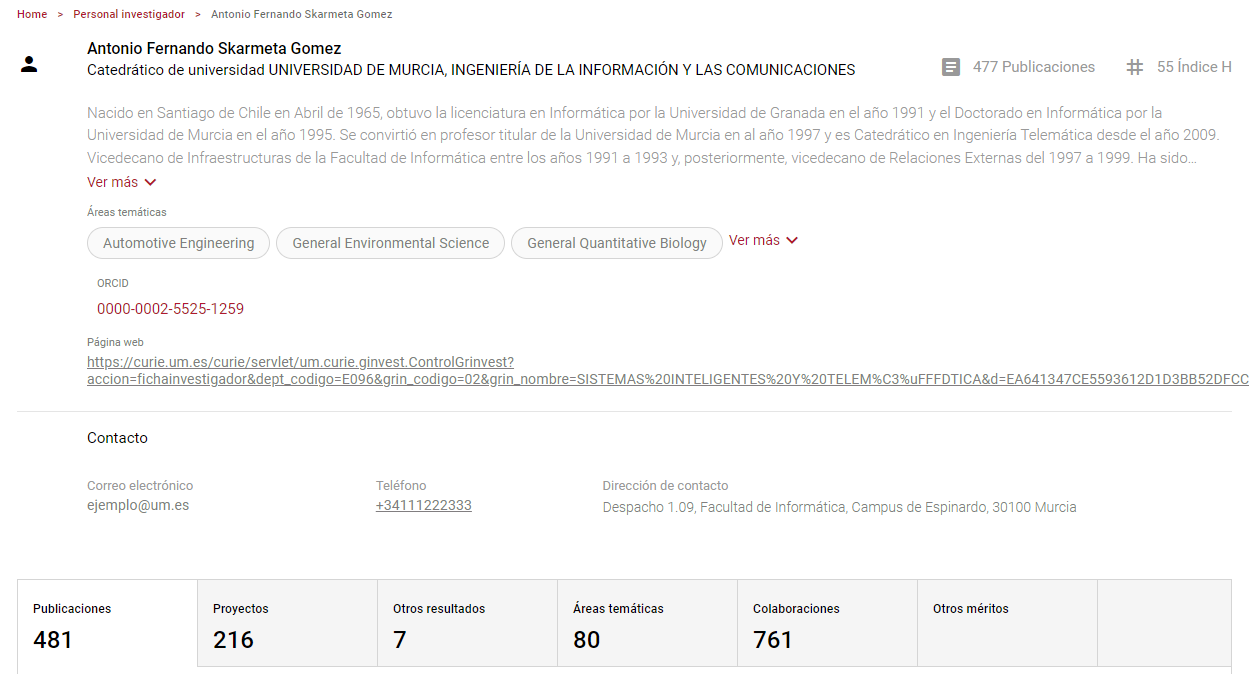 Home > Personal investigador > Antonio Fernando Skarmeta Gomez
Antonio Fernando Skarmeta Gomez
Catedrático de universidad UNIVERSIDAD DE MURCIA, INGENIERÍA DE LA INFORMACIÓN Y LAS COMUNICACIONES
477 Publicaciones
55 Índice H
Nacido en Santiago de Chile en Abril de 1965, obtuvo la licenciatura en Informática por la Universidad de Granada en el año 1991 y el Doctorado en Informática por la
Universidad de Murcia en el año 1995. Se convirtió en profesor titular de la Universidad de Murcia en al año 1997 y es Catedrático en Ingeniería Telemática desde el año 2009.
Vicedecano de Infraestructuras de la Facultad de Informática entre los años 1991 a 1993 y, posteriormente, vicedecano de Relaciones Externas del 1997 a 1999. Ha sido...
Ver más
Áreas temáticas
Automotive Engineering
General Environmental Science
General Quantitative Biology
Ver más
ORCID
0000-0002-5525-1259
Página web
https://curie.um.es/curie/servlet/um.curie.ginvest.ControlGrinvest?
accion=fichainvestigador&dept_codigo=E096&grin_codigo=02&grin_nombre=SISTEMAS%20INTELIGENTES%20Y%20TELEM%C3%uFFFDTICA&d=EA641347CE5593612D1D3BB52DFCC
Contacto
Correo electrónico
ejemplo@um.es
Teléfono
+34111222333
Dirección de contacto
Despacho 1.09, Facultad de Informática, Campus de Espinardo, 30100 Murcia
Publicaciones
481
Proyectos
216
Otros resultados
7
Áreas temáticas
80
Colaboraciones
761
Otros méritos